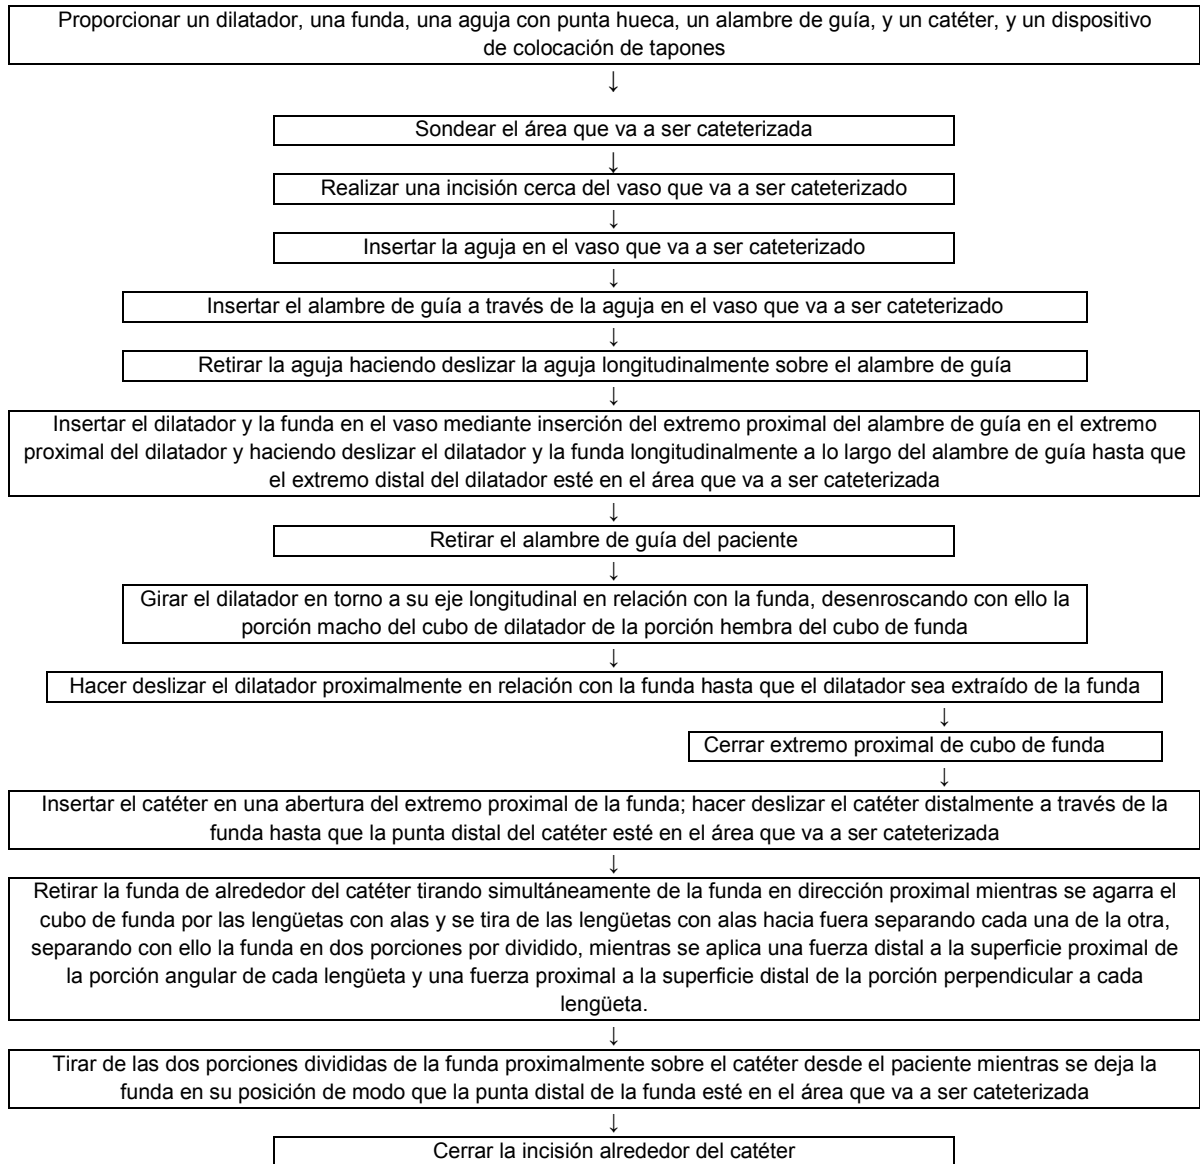 Proporcionar un dilatador, una funda, una aguja con punta hueca, un alambre de guía, y un catéter, y un dispositivo
de colocación de tapones
↓
Sondear el área que va a ser cateterizada
↓
Realizar una incisión cerca del vaso que va a ser cateterizado
↓
Insertar la aguja en el vaso que va a ser cateterizado
↓
Insertar el alambre de guía a través de la aguja en el vaso que va a ser cateterizado
↓
Retirar la aguja haciendo deslizar la aguja longitudinalmente sobre el alambre de guía
↓
Insertar el dilatador y la funda en el vaso mediante inserción del extremo proximal del alambre de guía en el extremo
proximal del dilatador y haciendo deslizar el dilatador y la funda longitudinalmente a lo largo del alambre de guía hasta que
el extremo distal del dilatador esté en el área que va a ser cateterizada
↓
Retirar el alambre de guía del paciente
↓
Girar el dilatador en torno a su eje longitudinal en relación con la funda, desenroscando con ello la
porción macho del cubo de dilatador de la porción hembra del cubo de funda
↓
Hacer deslizar el dilatador proximalmente en relación con la funda hasta que el dilatador sea extraído de la funda
↓
Cerrar extremo proximal de cubo de funda
↓
Insertar el catéter en una abertura del extremo proximal de la funda; hacer deslizar el catéter distalmente a través de la
funda hasta que la punta distal del catéter esté en el área que va a ser cateterizada
↓
Retirar la funda de alrededor del catéter tirando simultáneamente de la funda en dirección proximal mientras se agarra el
cubo de funda por las lengüetas con alas y se tira de las lengüetas con alas hacia fuera separando cada una de la otra,
separando con ello la funda en dos porciones por dividido, mientras se aplica una fuerza distal a la superficie proximal de
la porción angular de cada lengüeta y una fuerza proximal a la superficie distal de la porción perpendicular a cada
lengüeta.
↓
Tirar de las dos porciones divididas de la funda proximalmente sobre el catéter desde el paciente mientras se deja la
funda en su posición de modo que la punta distal de la funda esté en el área que va a ser cateterizada
↓
Cerrar la incisión alrededor del catéter